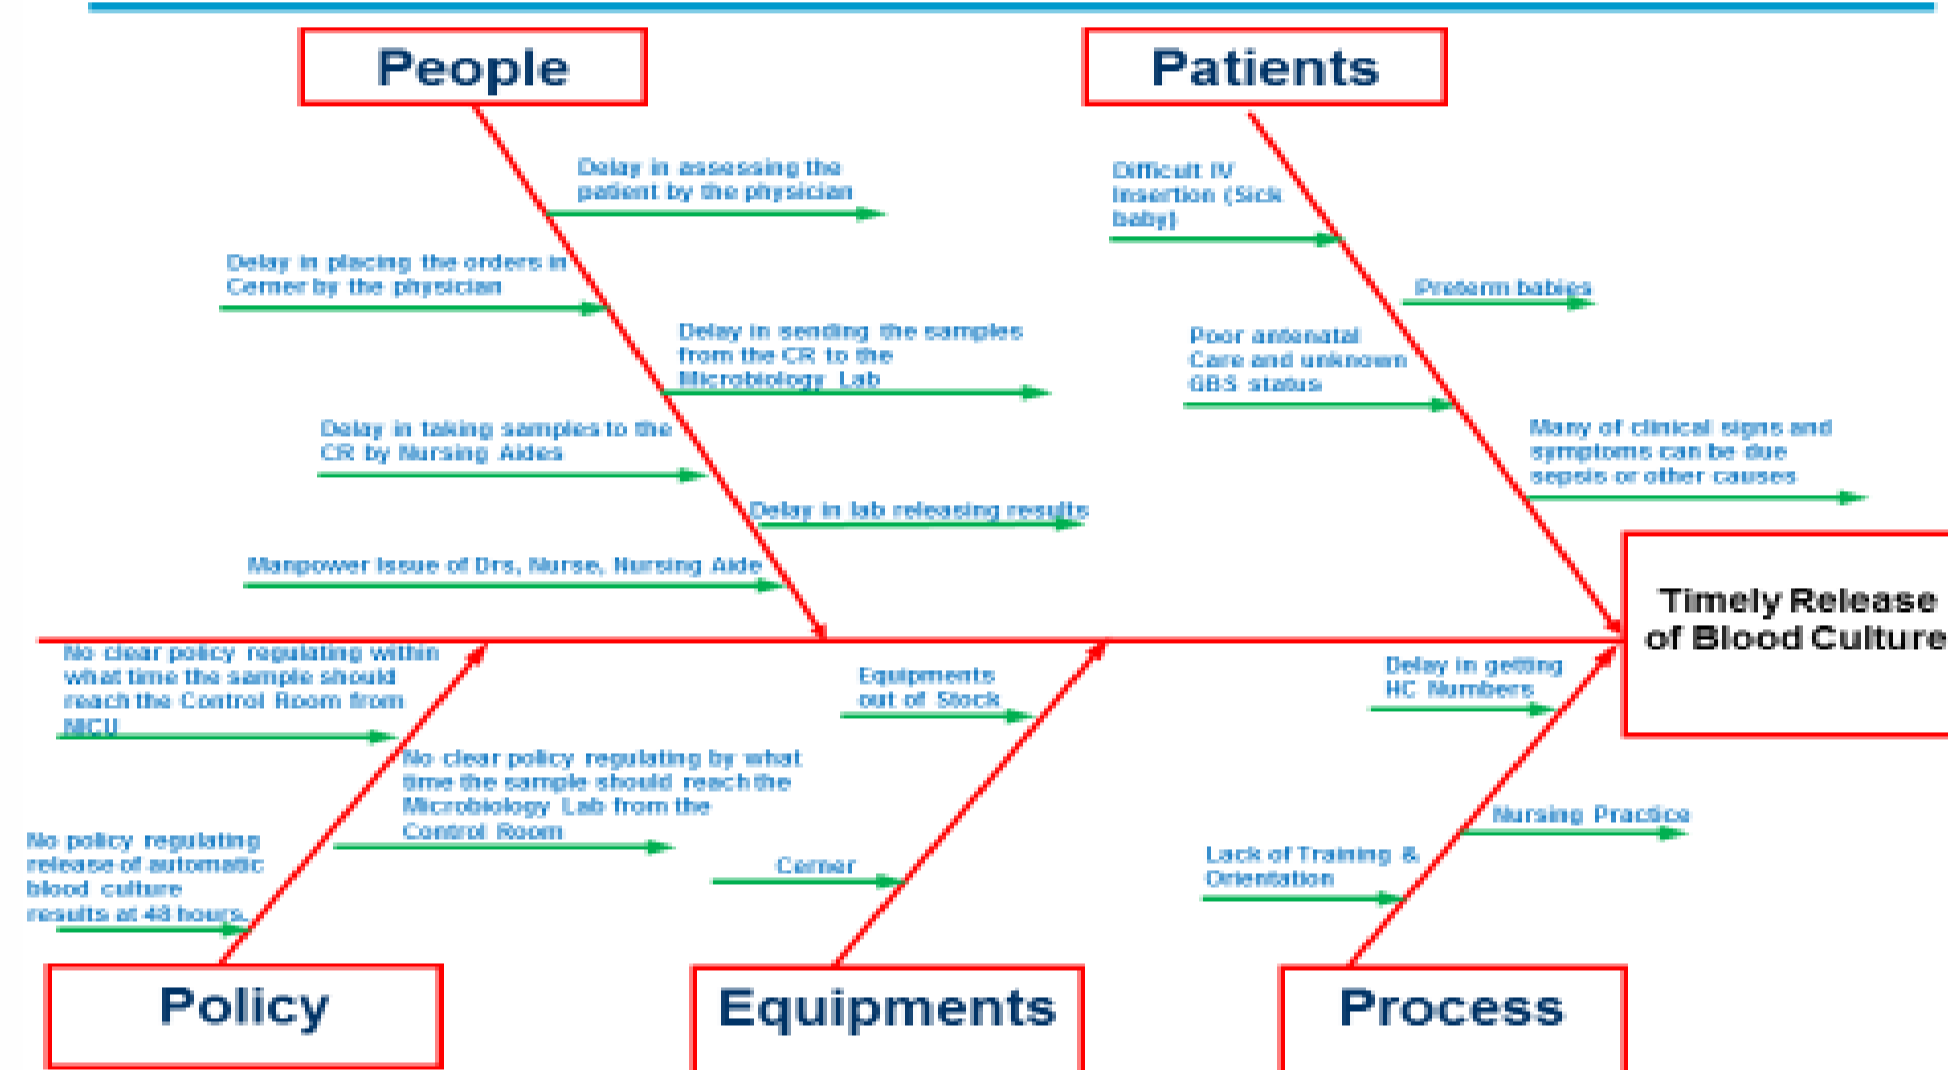 People
Delay in assessing the
patient by the physician
Delay in placing the orders in
Cerner by the physician
Delay in sending the samples
from the CR to the
Microbiology Lab
Delay in taking samples to the
CR by Nursing Aides
Delay in lab releasing results
Manpower Issue of Drs, Nurse, Nursing Aide
Patients
Difficult IV
Insertion (Sick
baby)
Preterm babies
Poor antenatal
Care and unknown
GBS status
Many of clinical signs and
symptoms can be due
sepsis or other causes
Timely Release
of Blood Culture
No clear policy regulating within
what time the sample should
reach the Control Room from
NICU
No clear policy regulating by what
time the sample should reach the
Microbiology Lab from the
Control Room
No policy regulating
release of automatic
blood culture
results at 48 hours.
Policy
Equipments
out of Stock
Cerner
Equipments
Delay in getting
HC Numbers
Nursing Practice
Lack of Training &
Orientation
Process